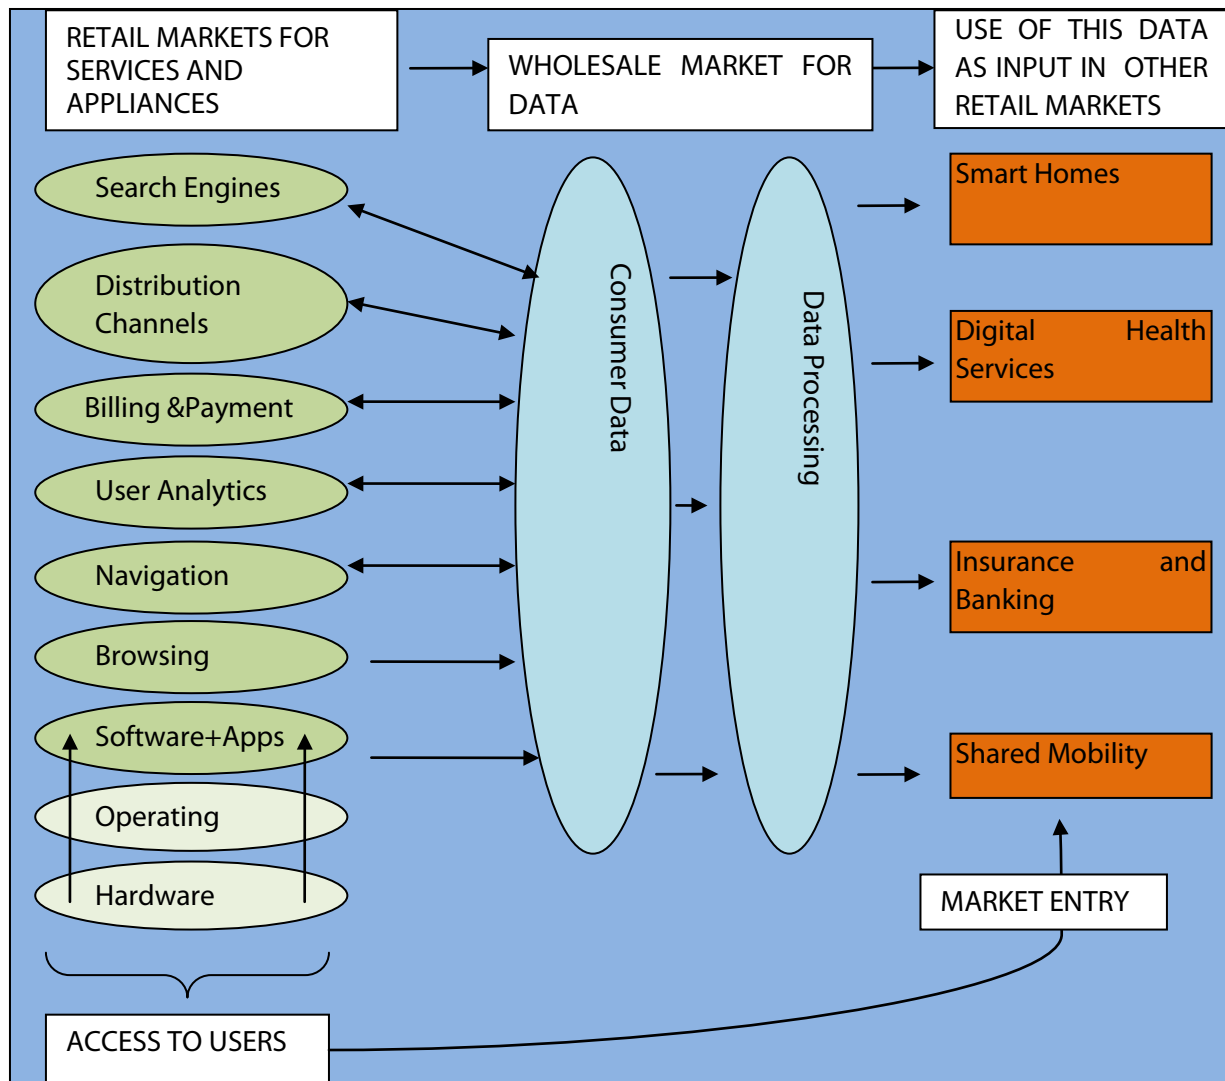 RETAIL MARKETS FOR
SERVICES AND
APPLIANCES
WHOLESALE MARKET FOR
DATA
USE OF THIS DATA
AS INPUT IN OTHER
RETAIL MARKETS
Search Engines
Distribution
Channels
Billing &Payment
User Analytics
Navigation
Browsing
Software+Apps
Operating
Hardware
ACCESS TO USERS
Consumer Data
Data Processing
Smart Homes
Digital Health
Services
Insurance and
Banking
Shared Mobility
MARKET ENTRY